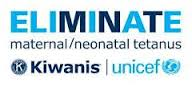 ELIMINATE
maternal/neonatal tetanus
Kiwanis | unicef